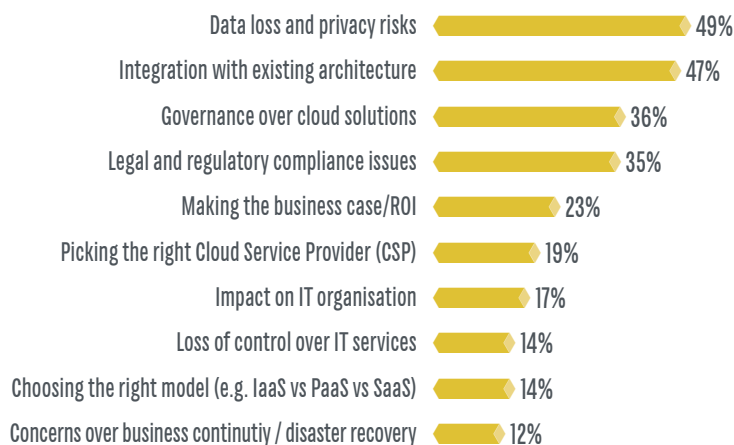 Data loss and privacy risks 49%
Integration with existing architecture 47%
Governance over cloud solutions 36%
Legal and regulatory compliance issues 35%
Making the business case/ROI 23%
Picking the right Cloud Service Provider (CSP) 19%
Impact on IT organisation 17%
Loss of control over IT services 14%
Choosing the right model (e.g. IaaS vs PaaS vs SaaS) 14%
Concerns over business continutiy / disaster recovery 12%